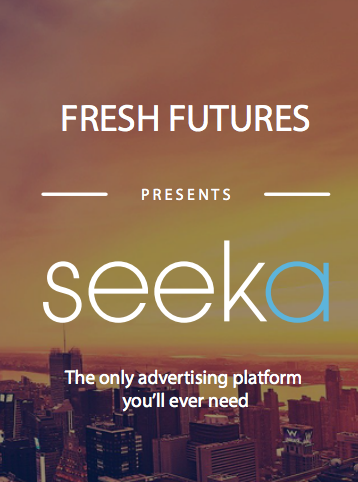 FRESH FUTURES
PRESENTS
seeka
The only advertising platform
you'll ever need